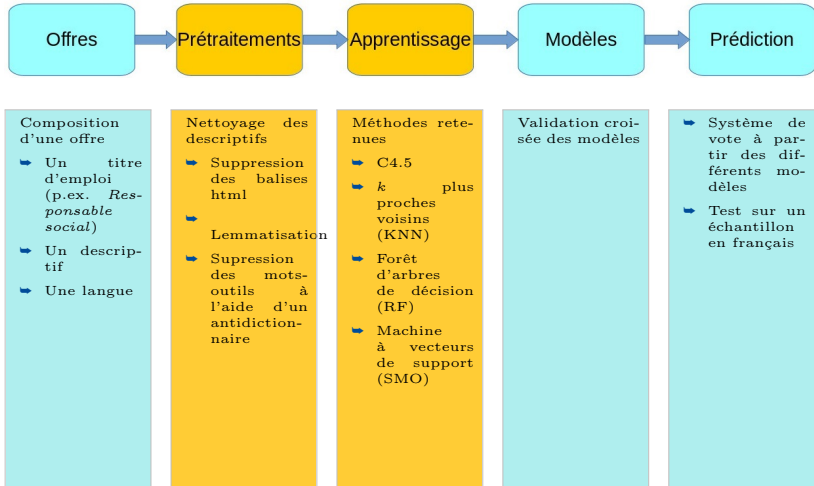 Offres
Prétraitements
Apprentissage
Modèles
Prédiction
Composition
d'une offre
Un titre
d'emploi
(p.ex. Res-
ponsable
social)
Un descrip-
tif
Une langue
Nettoyage des
descriptifs
Suppression
des balises
html
Lemmatisation
Supression
des mots-
outils à
l'aide d'un
antidiction-
naire
Méthodes rete-
nues
C4.5
k plus
proches
voisins
(KNN)
Forêt
d'arbres
de décision
(RF)
Machine
à vecteurs
de support
(SMO)
Validation croi-
sée des modèles
Système de
vote à par-
tir des dif-
férents mo-
dèles
Test sur un
échantillon
en français